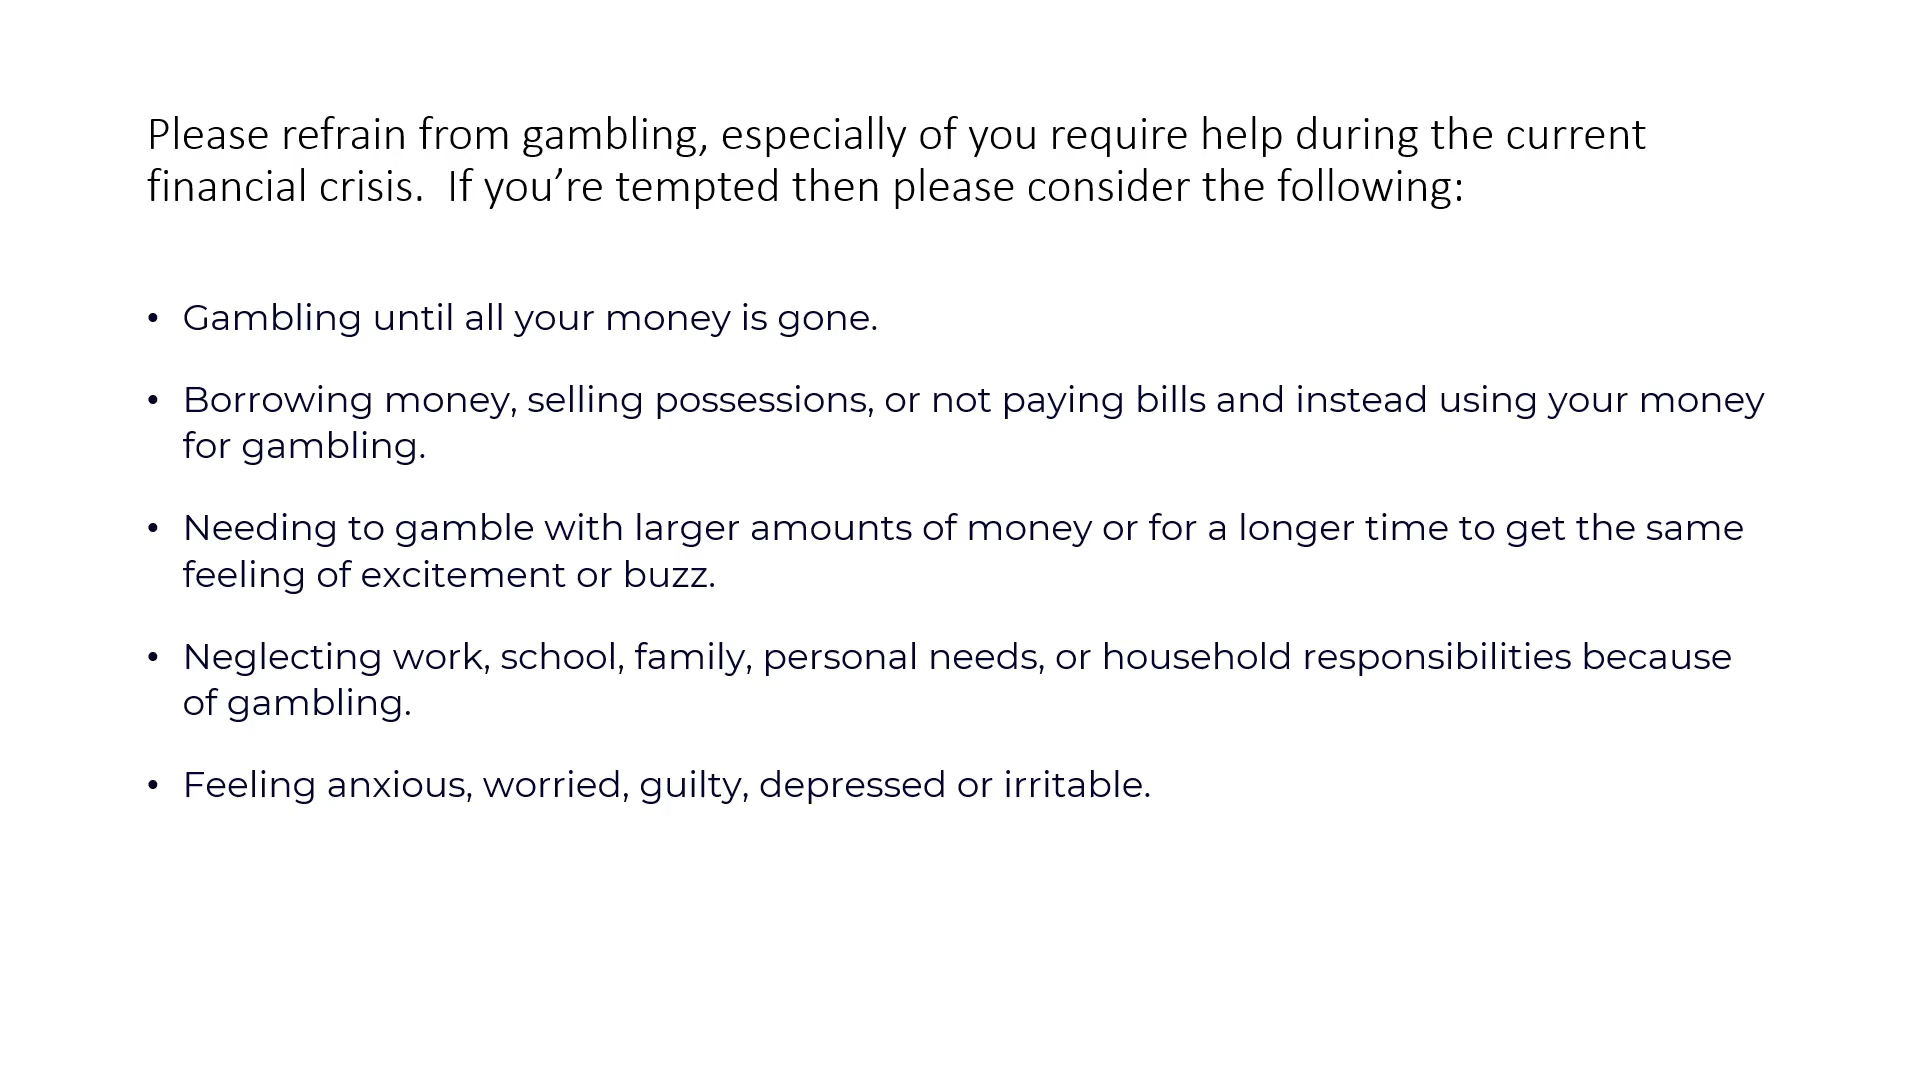 Please refrain from gambling, especially of you require help during the current
financial crisis.  If you’re tempted then please consider the following:
• Gambling until all your money is gone.
• Borrowing money, selling possessions, or not paying bills and instead using your money
for gambling.
• Needing to gamble with larger amounts of money or for a longer time to get the same
feeling of excitement or buzz.
• Neglecting work, school, family, personal needs, or household responsibilities because
of gambling.
• Feeling anxious, worried, guilty, depressed or irritable.